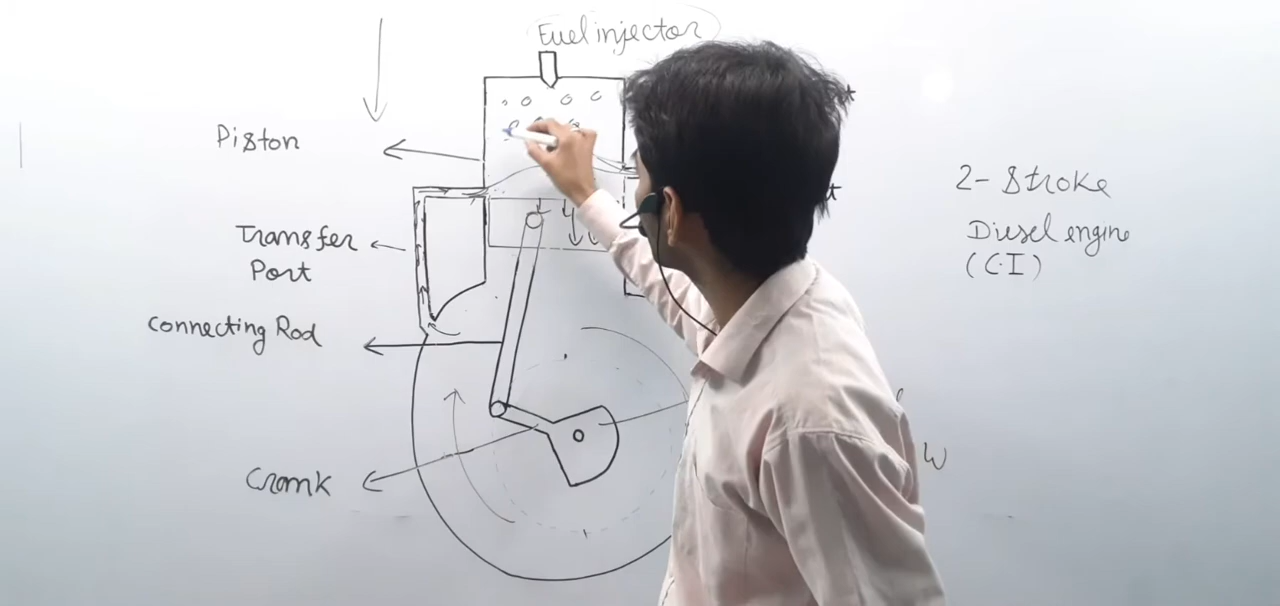 Fuel injector
Piston
Transfer
Port
Connecting Rod
Crank
2-Stroke
Diesel engine
(C.I)
W